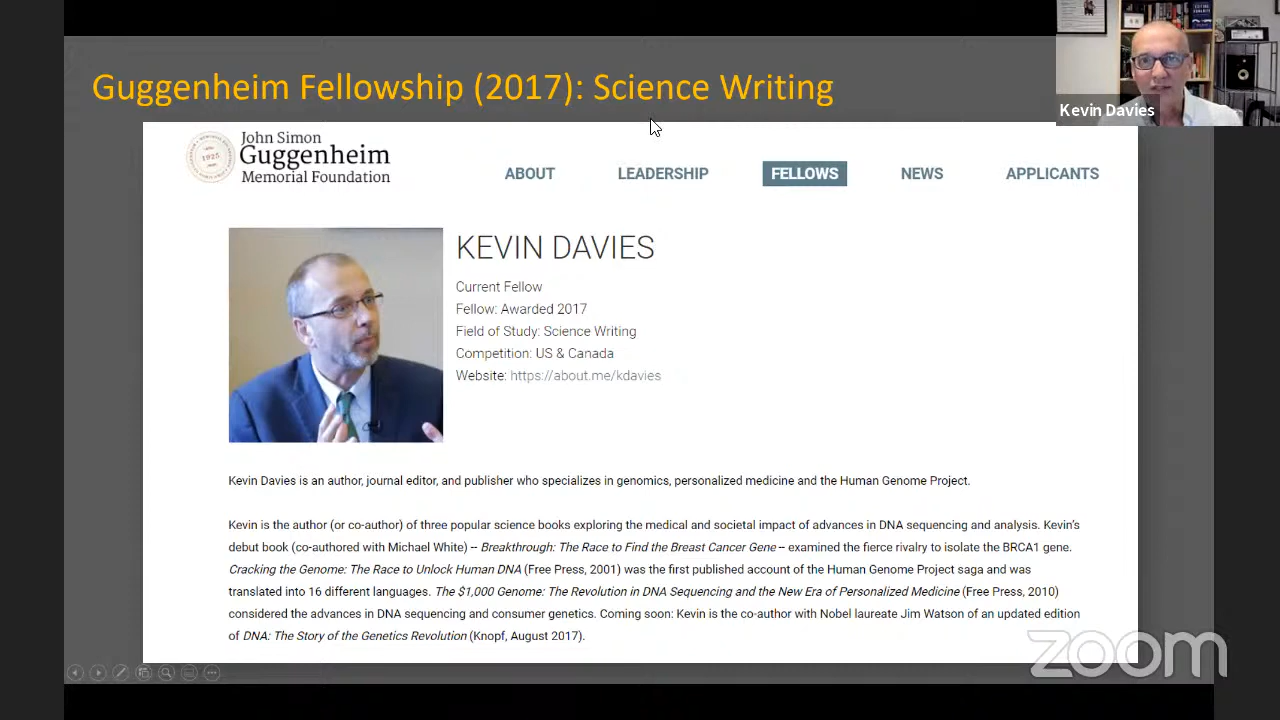 Guggenheim Fellowship (2017): Science Writing
Kevin Davies
1925
John Simon
Guggenheim
Memorial Foundation
ABOUT LEADERSHIP FELLOWS NEWS APPLICANTS
KEVIN DAVIES
Current Fellow
Fellow: Awarded 2017
Field of Study: Science Writing
Competition: US & Canada
Website: https://about.me/kdavies
Kevin Davies is an author, journal editor, and publisher who specializes in genomics, personalized medicine and the Human Genome Project.
Kevin is the author (or co-author) of three popular science books exploring the medical and societal impact of advances in DNA sequencing and analysis. Kevin's
debut book (co-authored with Michael White) -- Breakthrough: The Race to Find the Breast Cancer Gene -- examined the fierce rivalry to isolate the BRCA1 gene.
Cracking the Genome: The Race to Unlock Human DNA (Free Press, 2001) was the first published account of the Human Genome Project saga and was
translated into 16 different languages. The $1,000 Genome: The Revolution in DNA Sequencing and the New Era of Personalized Medicine (Free Press, 2010)
considered the advances in DNA sequencing and consumer genetics. Coming soon: Kevin is the co-author with Nobel laureate Jim Watson of an updated edition
of DNA: The Story of the Genetics Revolution (Knopf, August 2017).
zoom